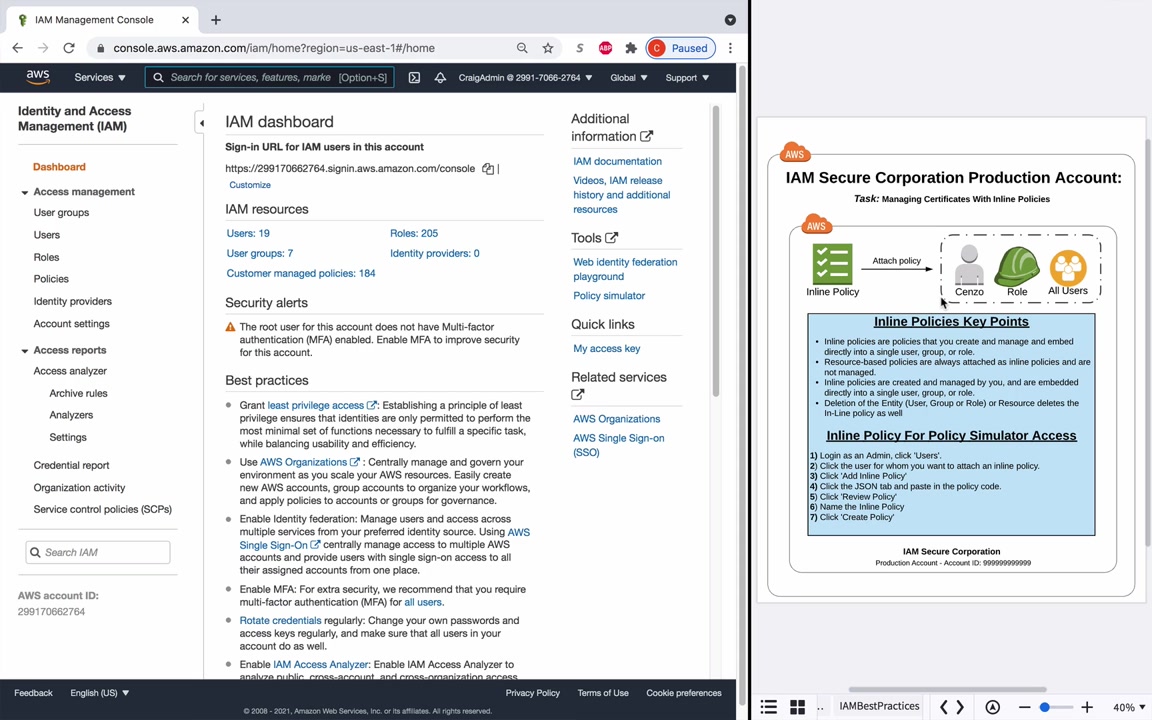 IAM Management Console
console.aws.amazon.com/iam/home?region=us-east-1#/home
S
ABP
C Paused
aws
Services
Search for services, features, marke [Option+S]
CraigAdmin @ 2991-7066-2764
Global
Support
Identity and Access
Management (IAM)
Dashboard
Access management
User groups
Users
Roles
Policies
Identity providers
Account settings
Access reports
Access analyzer
Archive rules
Analyzers
Settings
Credential report
Organization activity
Service control policies (SCPs)
Search IAM
AWS account ID:
299170662764
IAM dashboard
Sign-in URL for IAM users in this account
https://299170662764.signin.aws.amazon.com/console |
Customize
IAM resources
Users: 19
Roles: 205
User groups: 7
Identity providers: 0
Customer managed policies: 184
Security alerts
The root user for this account does not have Multi-factor
authentication (MFA) enabled. Enable MFA to improve security
for this account.
Best practices
Grant least privilege access : Establishing a principle of least
privilege ensures that identities are only permitted to perform the
most minimal set of functions necessary to fulfill a specific task,
while balancing usability and efficiency.
Use AWS Organizations : Centrally manage and govern your
environment as you scale your AWS resources. Easily create
new AWS accounts, group accounts to organize your workflows,
and apply policies to accounts or groups for governance.
Enable Identity federation: Manage users and access across
multiple services from your preferred identity source. Using AWS
Single Sign-On centrally manage access to multiple AWS
accounts and provide users with single sign-on access to all
their assigned accounts from one place.
Enable MFA: For extra security, we recommend that you require
multi-factor authentication (MFA) for all users.
Rotate credentials regularly: Change your own passwords and
access keys regularly, and make sure that all users in your
account do as well.
Enable IAM Access Analyzer: Enable IAM Access Analyzer to
analyze public, cross-account, and cross-organization access
Additional
information
IAM documentation
Videos, IAM release
history and additional
resources
Tools
Web identity federation
playground
Policy simulator
Quick links
My access key
Related services
AWS Organizations
AWS Single Sign-on
(SSO)
Feedback
English (US)
Privacy Policy
Terms of Use
Cookie preferences
© 2008 - 2021, Amazon Web Services, Inc. or its affiliates. All rights reserved.
AWS
IAM Secure Corporation Production Account:
Task: Managing Certificates With Inline Policies
AWS
Attach policy
Inline Policy
Cenzo
Role
All Users
Inline Policies Key Points
• Inline policies are policies that you create and manage and embed
directly into a single user, group, or role.
• Resource-based policies are always attached as inline policies and are
not managed.
• Inline policies are created and managed by you, and are embedded
directly into a single user, group, or role.
• Deletion of the Entity (User, Group or Role) or Resource deletes the
In-Line policy as well
Inline Policy For Policy Simulator Access
1) Login as an Admin, click 'Users'.
2) Click the user for whom you want to attach an inline policy.
3) Click 'Add Inline Policy'
4) Click the JSON tab and paste in the policy code.
5) Click 'Review Policy'
6) Name the Inline Policy
7) Click 'Create Policy'
IAM Secure Corporation
Production Account - Account ID: 999999999999
..
IAMBestPractices
40%